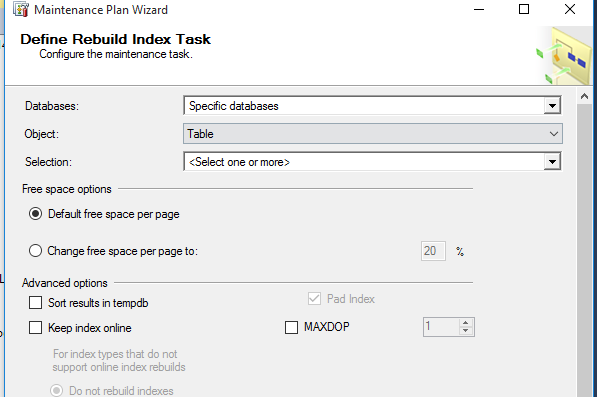 Maintenance Plan Wizard
Define Rebuild Index Task
Configure the maintenance task.
Databases: Specific databases
Object: Table
Selection: <Select one or more>
Free space options
Default free space per page
Change free space per page to: 20 %
Advanced options
Sort results in tempdb Pad Index
Keep index online MAXDOP 1
For index types that do not
support online index rebuilds
Do not rebuild indexes